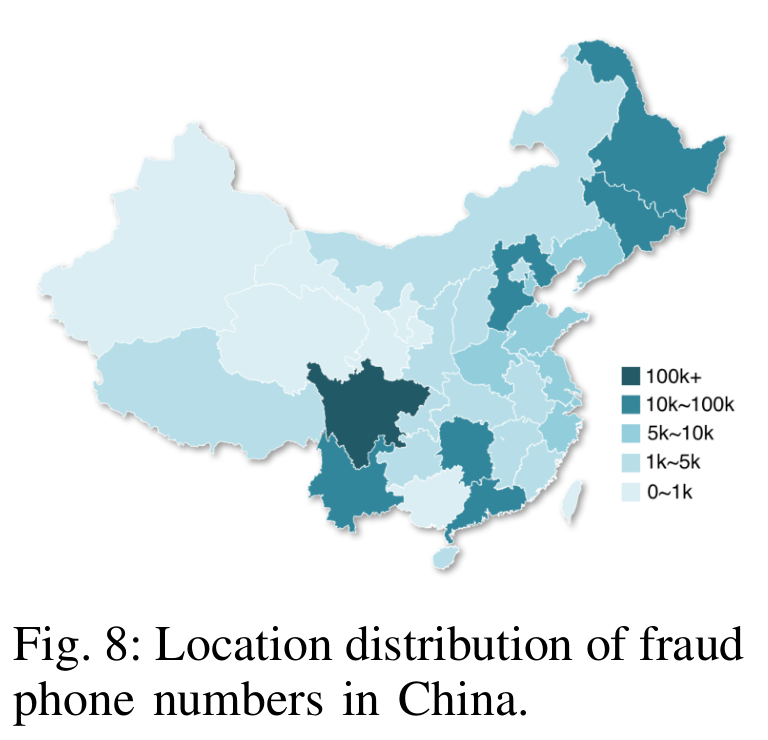 100k+
10k~100k
5k~10k
1k~5k
0~1k
Fig. 8: Location distribution of fraud
phone numbers in China.